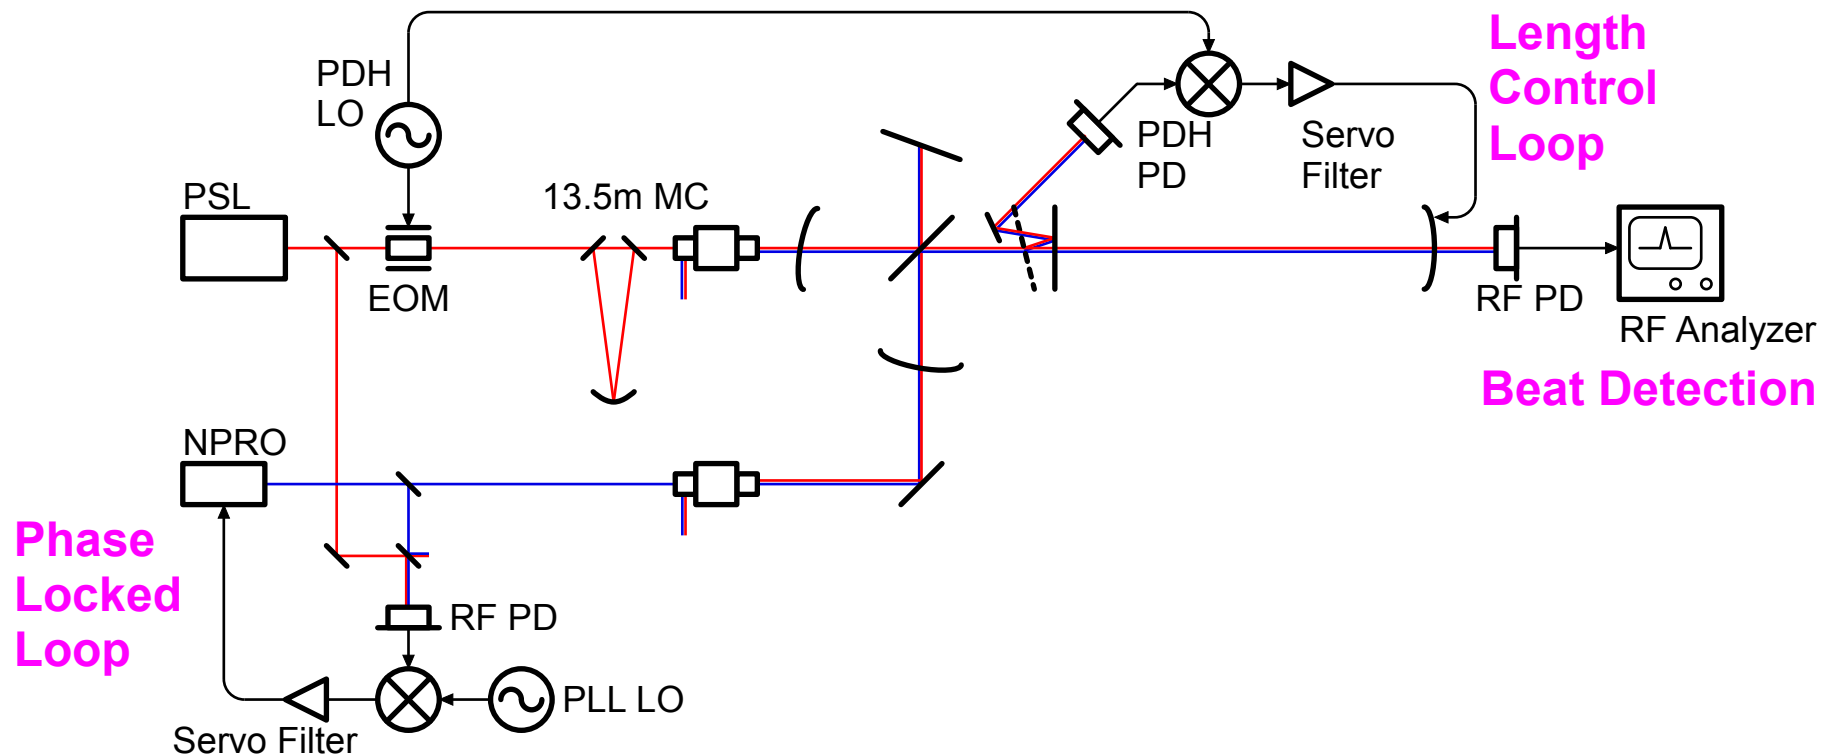 PDH
LO
Length
Control
Loop
PDH
PD
Servo
Filter
PSL
13.5m MC
EOM
RF PD
RF Analyzer
Beat Detection
NPRO
Phase
Locked
Loop
RF PD
PLL LO
Servo Filter